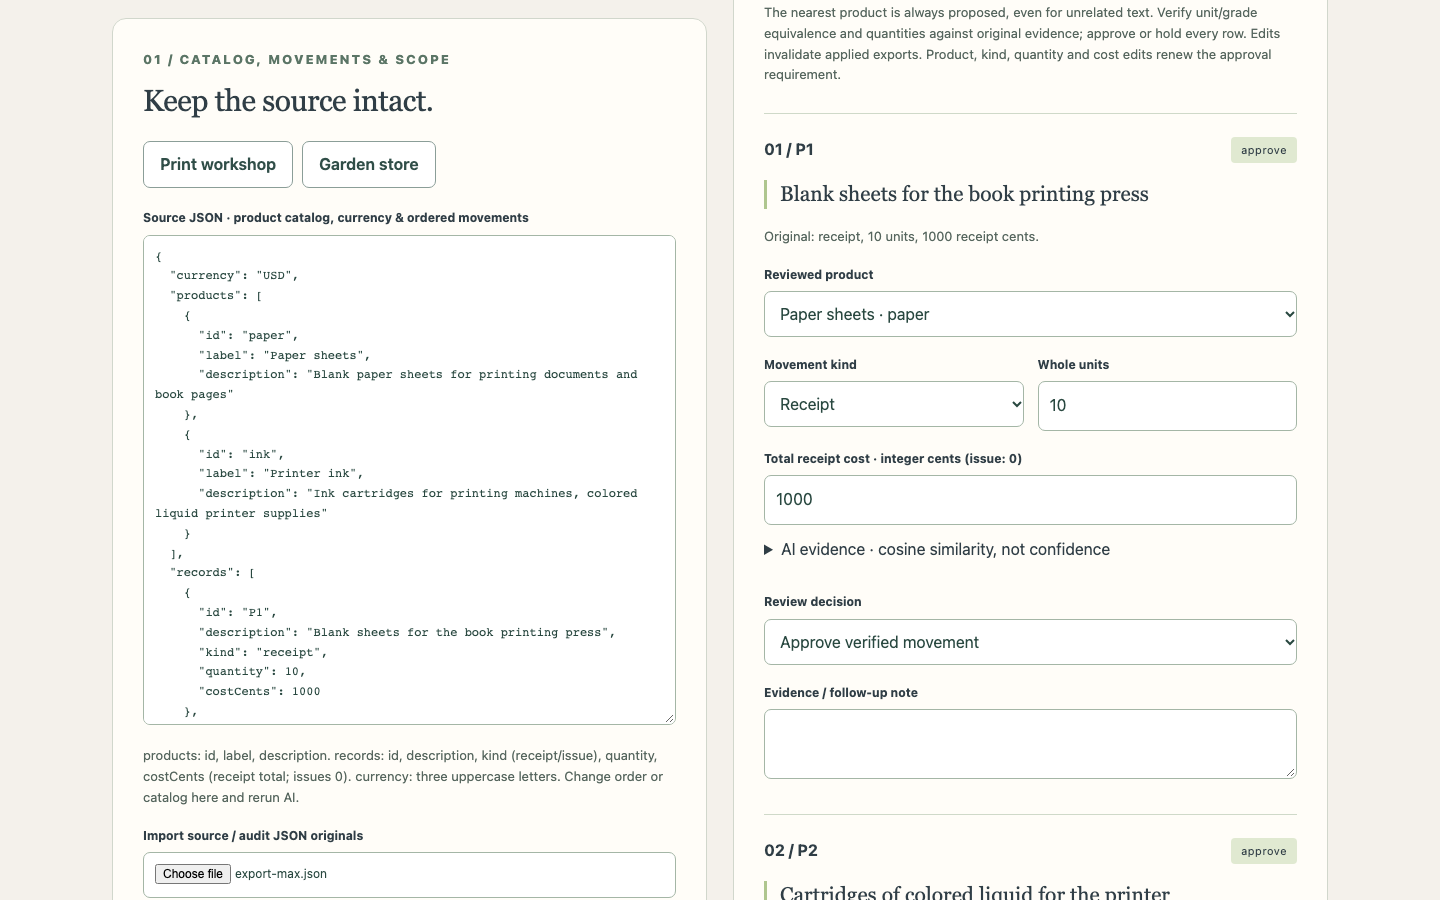 01 / CATALOG, MOVEMENTS & SCOPE
Keep the source intact.
Print workshop
Garden store
Source JSON · product catalog, currency & ordered movements
{
"currency": "USD",
"products": [
{
"id": "paper",
"label": "Paper sheets",
"description": "Blank paper sheets for printing documents and
book pages"
},
{
"id": "ink",
"label": "Printer ink",
"description": "Ink cartridges for printing machines, colored
liquid printer supplies"
}
],
"records": [
{
"id": "P1",
"description": "Blank sheets for the book printing press",
"kind": "receipt",
"quantity": 10,
"costCents": 1000
},
products: id, label, description. records: id, description, kind (receipt/issue), quantity,
costCents (receipt total; issues 0). currency: three uppercase letters. Change order or
catalog here and rerun AI.
Import source / audit JSON originals
Choose file export-max.json
The nearest product is always proposed, even for unrelated text. Verify unit/grade
equivalence and quantities against original evidence; approve or hold every row. Edits
invalidate applied exports. Product, kind, quantity and cost edits renew the approval
requirement.
01 / P1
approve
Blank sheets for the book printing press
Original: receipt, 10 units, 1000 receipt cents.
Reviewed product
Paper sheets · paper
Movement kind
Whole units
Receipt
10
Total receipt cost · integer cents (issue: 0)
1000
AI evidence · cosine similarity, not confidence
Review decision
Approve verified movement
Evidence / follow-up note
02 / P2
approve
Cartridges of colored liquid for the printer